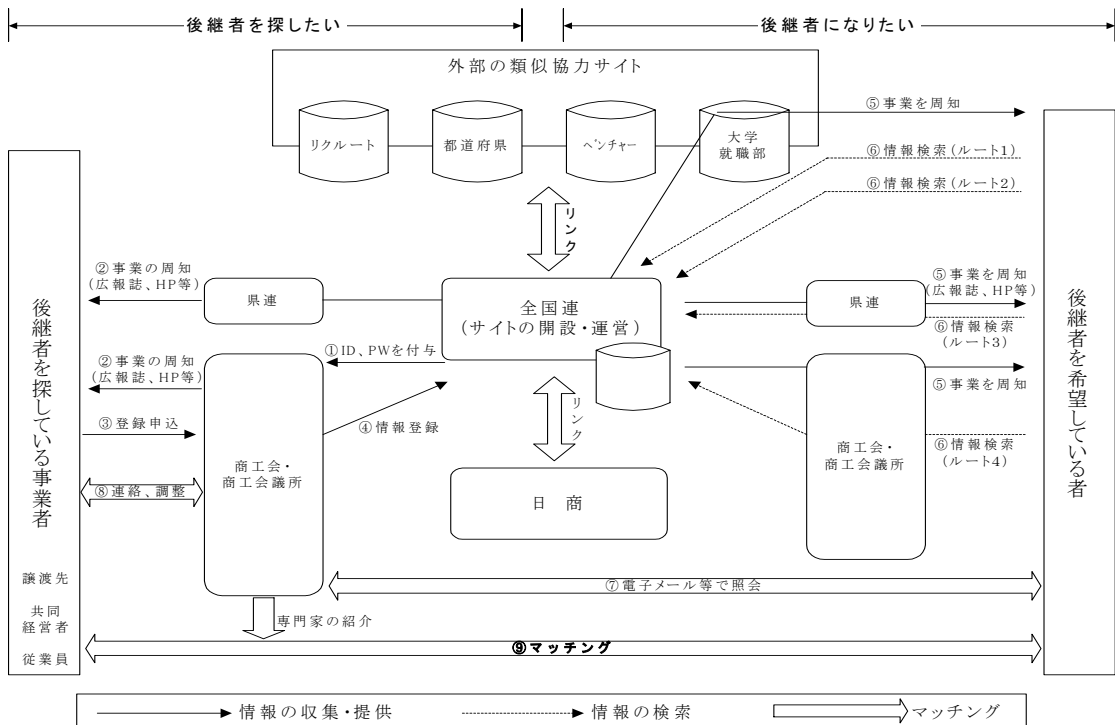 後継者を探したい
後継者になりたい
外部の類似協力サイト
リクルート
都道府県
ベンチャー
大学
就職部
⑤事業を周知
⑥情報検索(ルート1)
⑥情報検索(ルート2)
リンク
②事業の周知
(広報誌、HP等)
県連
全国連
(サイトの開設・運営)
県連
⑤事業を周知
(広報誌、HP等)
⑥情報検索
(ルート3)
①ID、PWを付与
②事業の周知
(広報誌、HP等)
③登録申込
④情報登録
リンク
⑤事業を周知
⑥情報検索
(ルート4)
商工会・
商工会議所
商工会・
商工会議所
⑧連絡、調整
日商
後継者を探している事業者
後継者を希望している者
譲渡先
共同
経営者
従業員
⑦電子メール等で照会
専門家の紹介
⑨マッチング
情報の収集・提供
情報の検索
マッチング